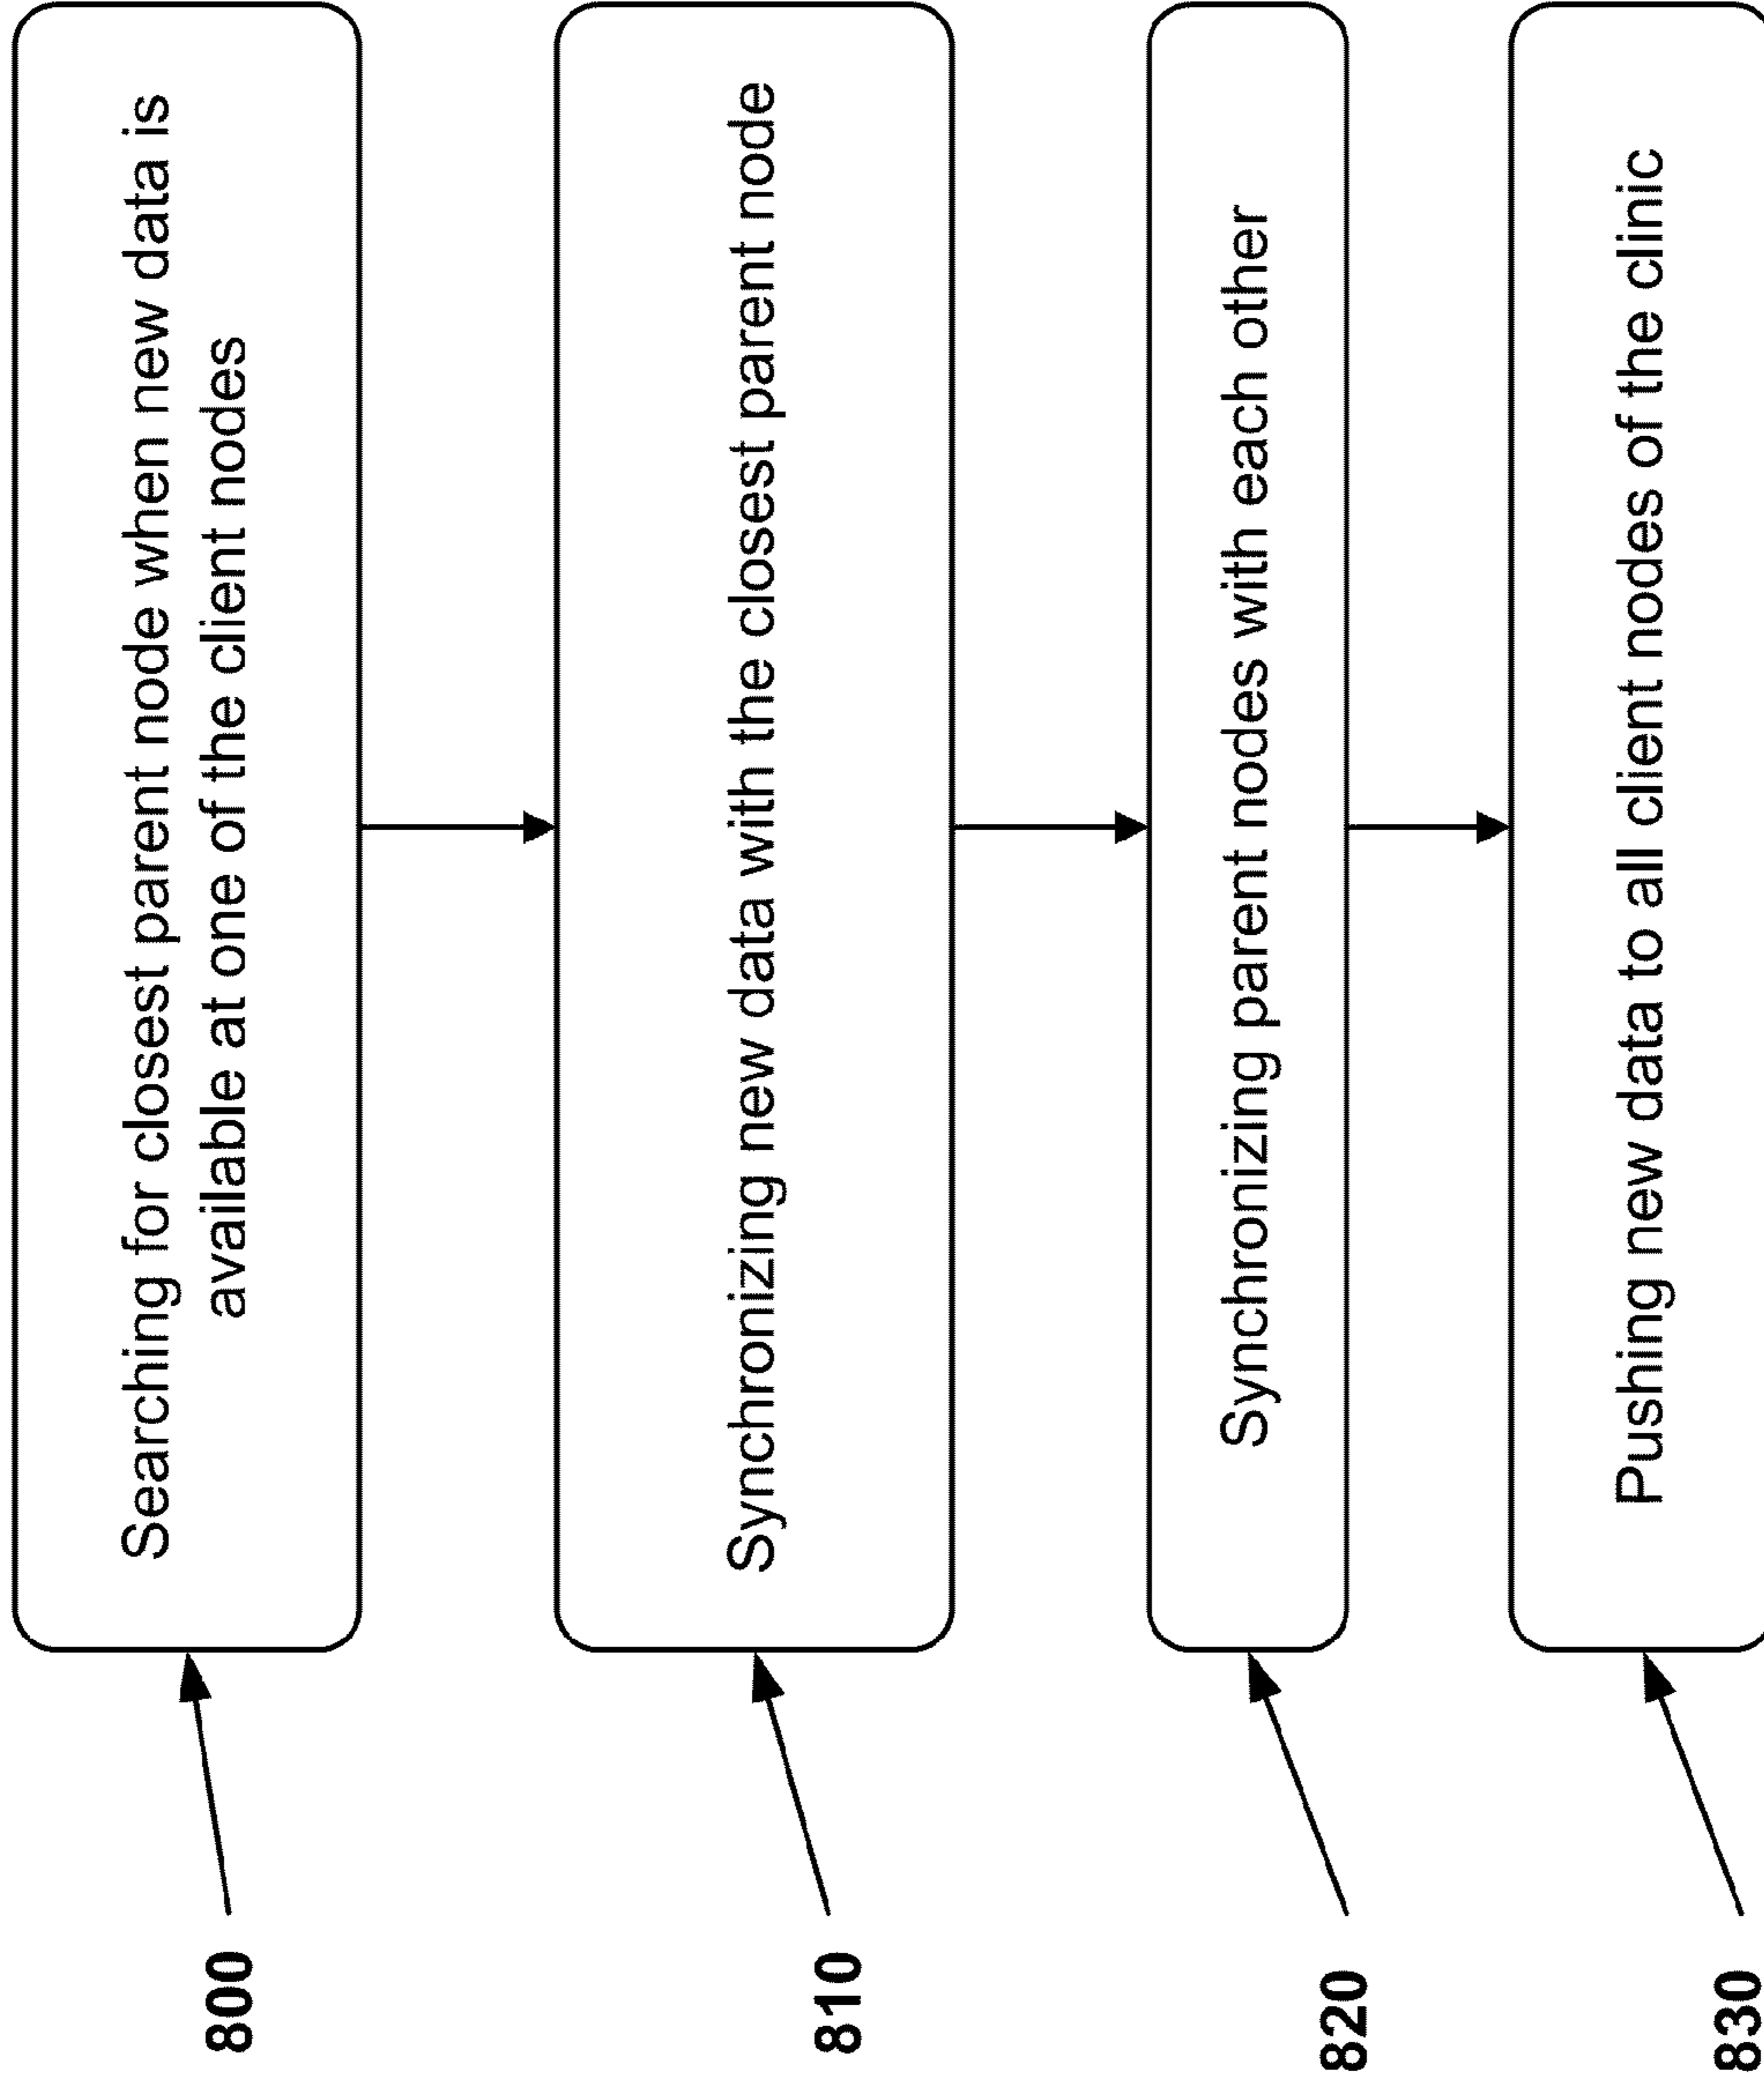 800
Searching for closest parent node when new data is
available at one of the client nodes
810
Synchronizing new data with the closest parent node
820
Synchronizing parent nodes with each other
830
Pushing new data to all client nodes of the clinic